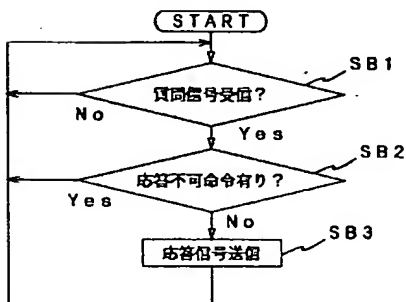 START
SB1
質問信号受信?
No
Yes
SB2
応答不可命令有り?
Yes
No
SB3
応答信号送信